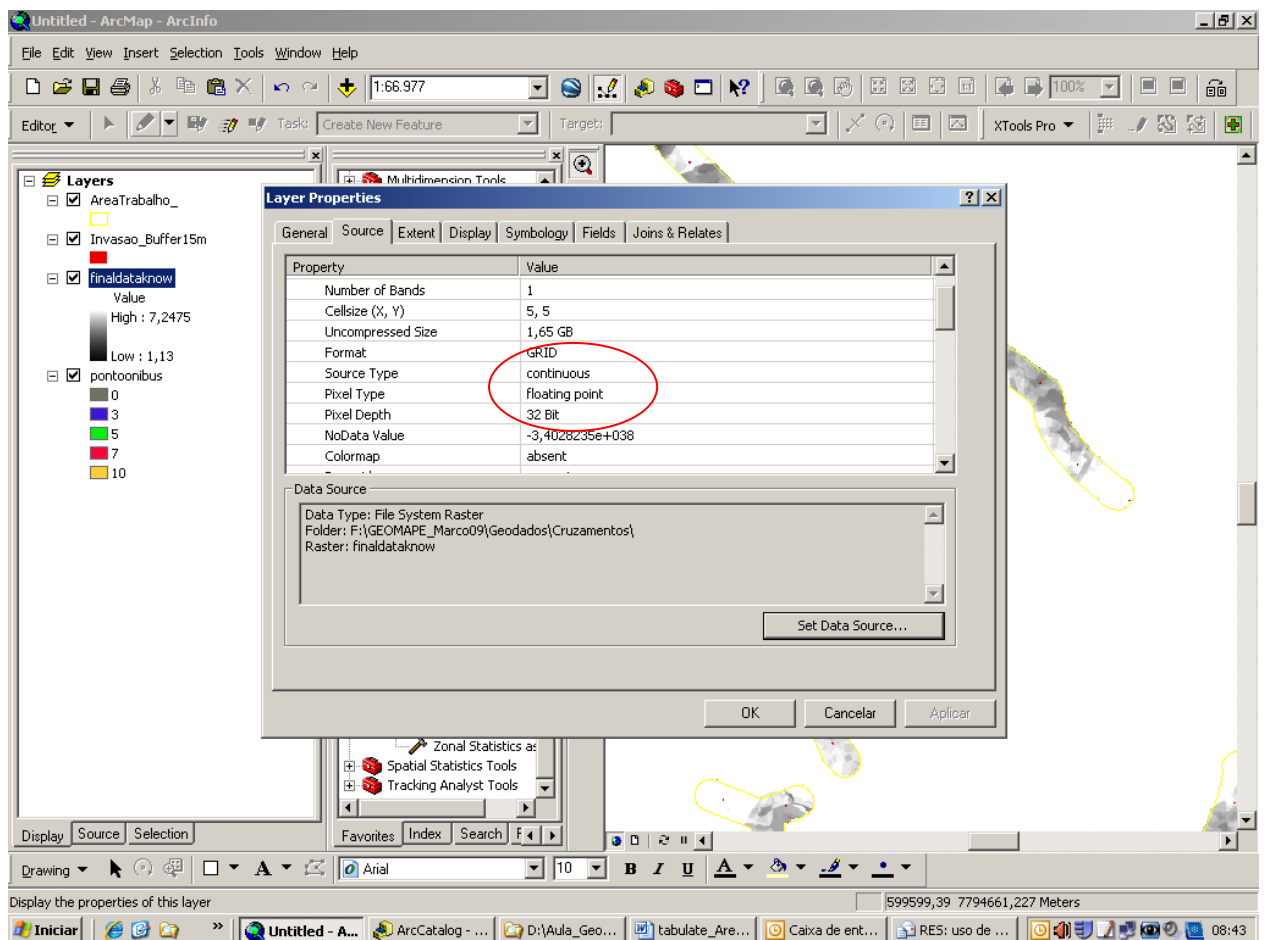 Untitled - ArcMap - ArcInfo
File Edit View Insert Selection Tools Window Help
1:66.977 100%
Editor Task: Create New Feature Target: XTools Pro
Layers
AreaTrabalho_
Invasao_Buffer15m
finaldataknow
Value
High : 7,2475
Low : 1,13
pontoonibus
0
3
5
7
10
Display Source Selection
Multidimension Tools
Layer Properties
General Source Extent Display Symbology Fields Joins & Relates
Property Value
Number of Bands 1
Cellsize (X, Y) 5, 5
Uncompressed Size 1,65 GB
Format GRID
Source Type continuous
Pixel Type floating point
Pixel Depth 32 Bit
NoData Value -3,4028235e+038
Colormap absent
Data Source
Data Type: File System Raster
Folder: F:\GEOMAPE_Marco09\Geodados\Cruzamentos\
Raster: finaldataknow
Set Data Source...
OK Cancelar Aplicar
Zonal Statistics as
Spatial Statistics Tools
Tracking Analyst Tools
Favorites Index Search
Drawing A Arial 10 B I U A
Display the properties of this layer 599599,39 7794661,227 Meters
Iniciar » Untitled - A... ArcCatalog - ... D:\Aula_Geo... tabulate_Are... Caixa de ent... RES: uso de ... 08:43